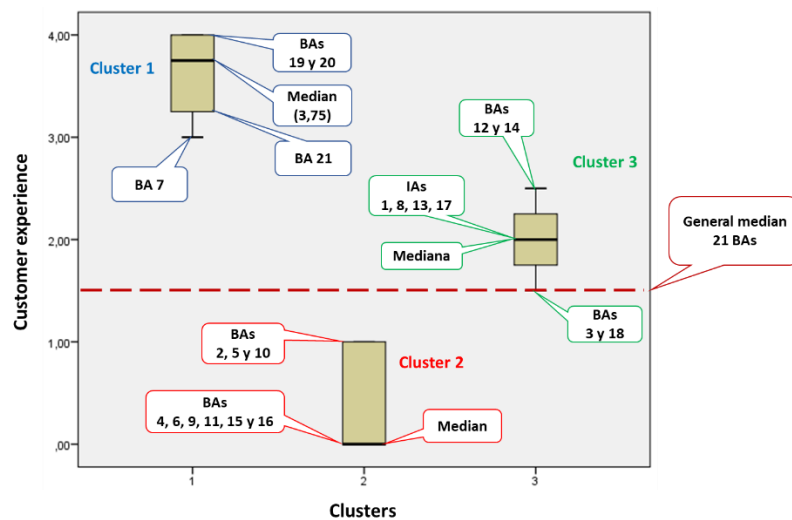 4,00
3,00
2,00
1,00
,00
Customer experience
Cluster 1
BAs
19 y 20
Median
(3,75)
BA 21
BA 7
BAs
12 y 14
Cluster 3
IAs
1, 8, 13, 17
Mediana
General median
21 BAs
BAs
3 y 18
BAs
2, 5 y 10
Cluster 2
BAs
4, 6, 9, 11, 15 y 16
Median
1
2
3
Clusters